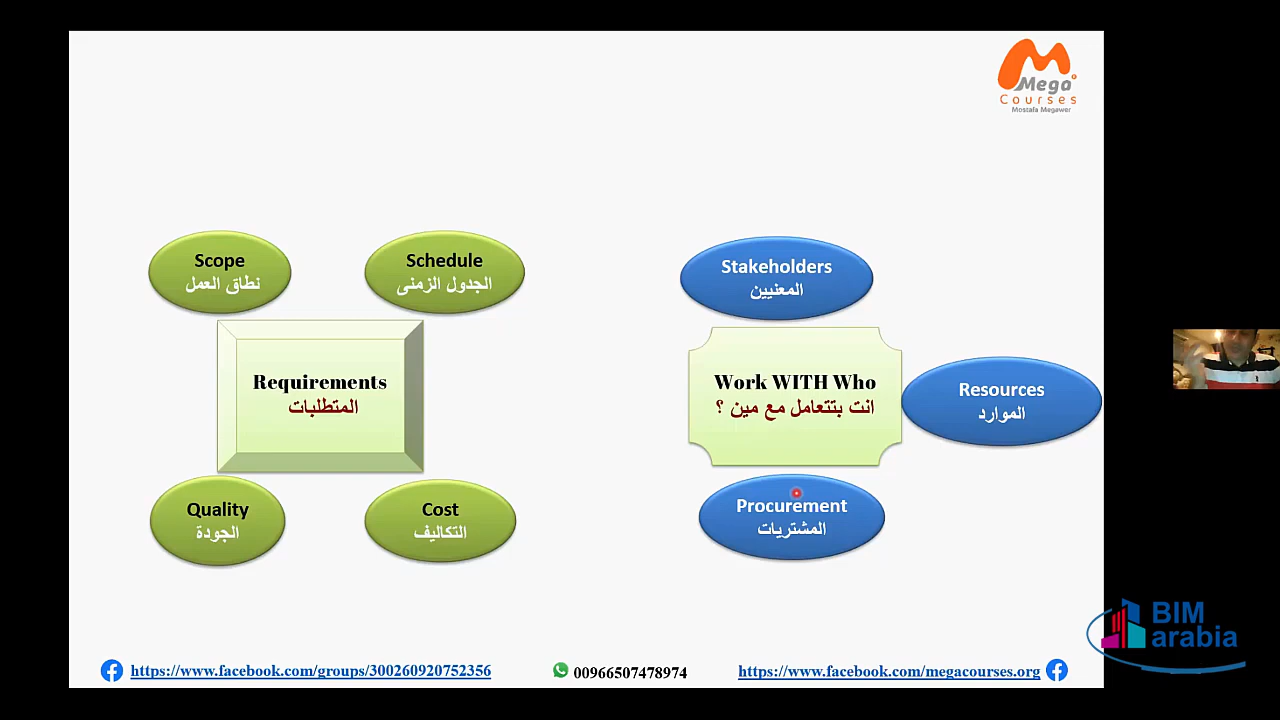 Mega
Courses
Mostafa Megawer
Scope
نطاق العمل
Schedule
الجدول الزمنى
Requirements
المتطلبات
Quality
الجودة
Cost
التكاليف
Stakeholders
المعنيين
Work WITH Who
انت بتتعامل مع مين ؟
Resources
الموارد
Procurement
المشتريات
https://www.facebook.com/groups/300260920752356
00966507478974
https://www.facebook.com/megacourses.org
BIM
arabia